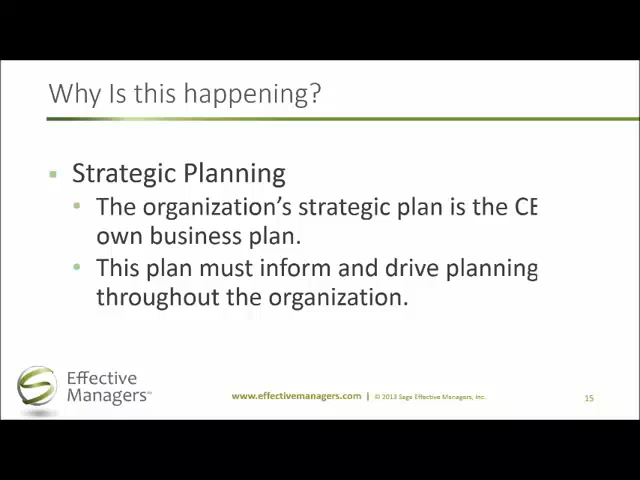 Why Is this happening?
Strategic Planning
The organization's strategic plan is the CE
own business plan.
This plan must inform and drive planning
throughout the organization.
Effective
Managers
www.effectivemanagers.com | © 2013 Sage Effective Managers, Inc.
15